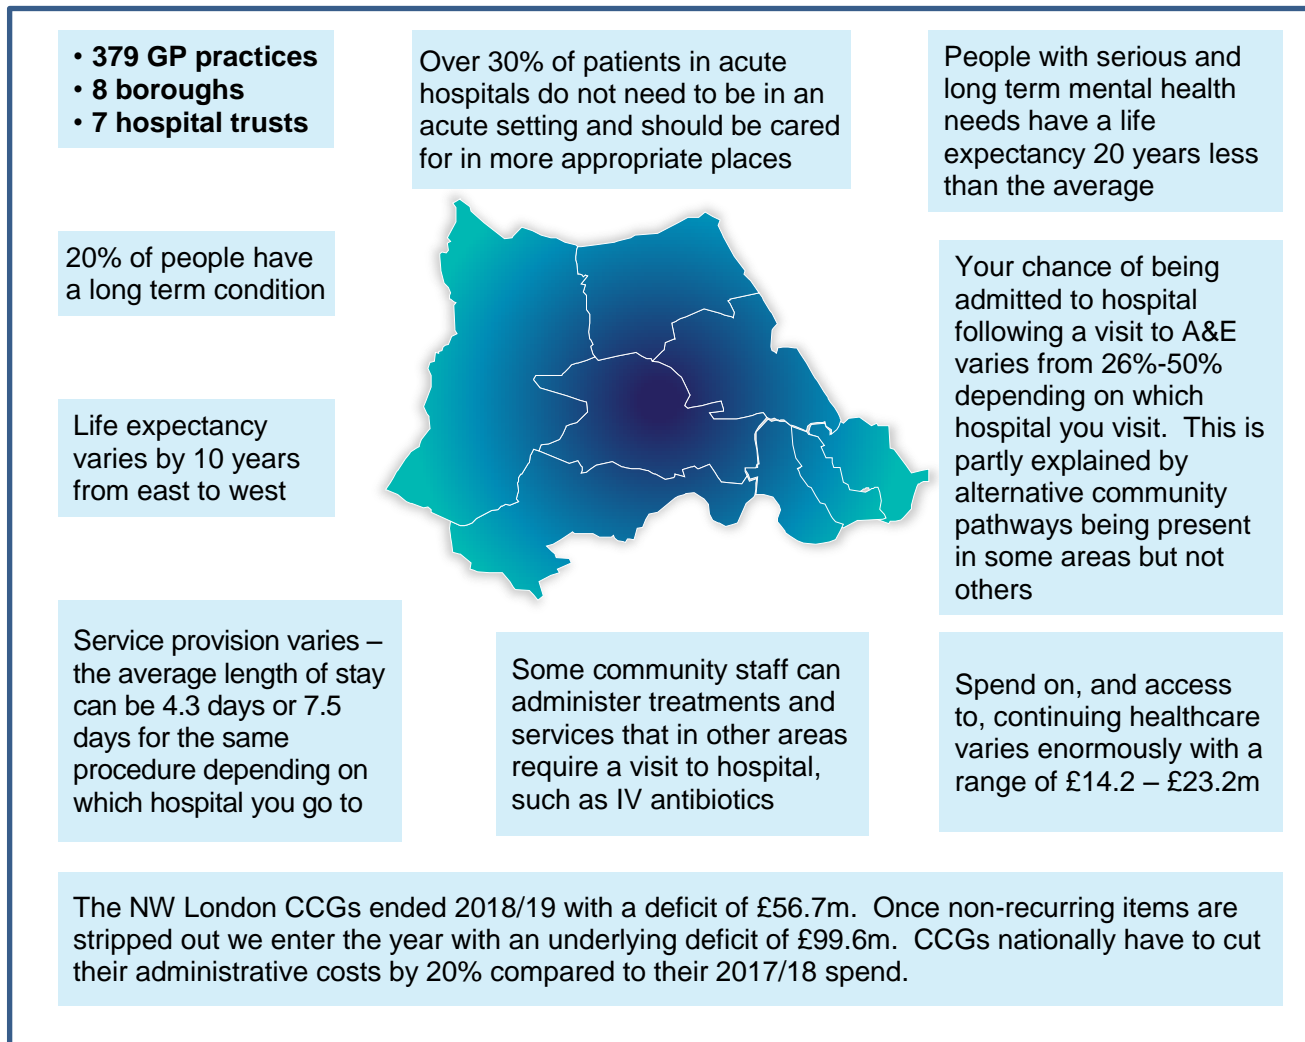 • 379 GP practices
• 8 boroughs
• 7 hospital trusts
Over 30% of patients in acute
hospitals do not need to be in an
acute setting and should be cared
for in more appropriate places
People with serious and
long term mental health
needs have a life
expectancy 20 years less
than the average
20% of people have
a long term condition
Your chance of being
admitted to hospital
following a visit to A&E
varies from 26%-50%
depending on which
hospital you visit. This is
partly explained by
alternative community
pathways being present
in some areas but not
others
Life expectancy
varies by 10 years
from east to west
Service provision varies –
the average length of stay
can be 4.3 days or 7.5
days for the same
procedure depending on
which hospital you go to
Some community staff can
administer treatments and
services that in other areas
require a visit to hospital,
such as IV antibiotics
Spend on, and access
to, continuing healthcare
varies enormously with a
range of £14.2 – £23.2m
The NW London CCGs ended 2018/19 with a deficit of £56.7m. Once non-recurring items are
stripped out we enter the year with an underlying deficit of £99.6m. CCGs nationally have to cut
their administrative costs by 20% compared to their 2017/18 spend.